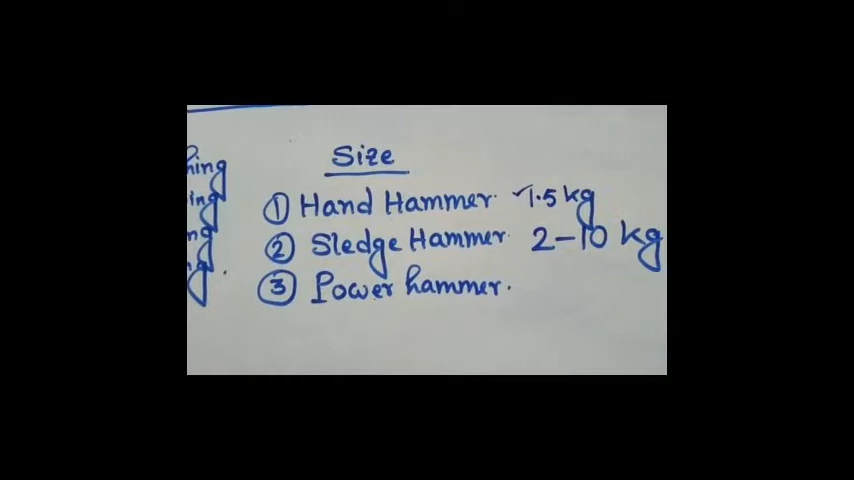 Size
① Hand Hammer 1.5 kg
② Sledge Hammer 2-10 kg
③ Power hammer.